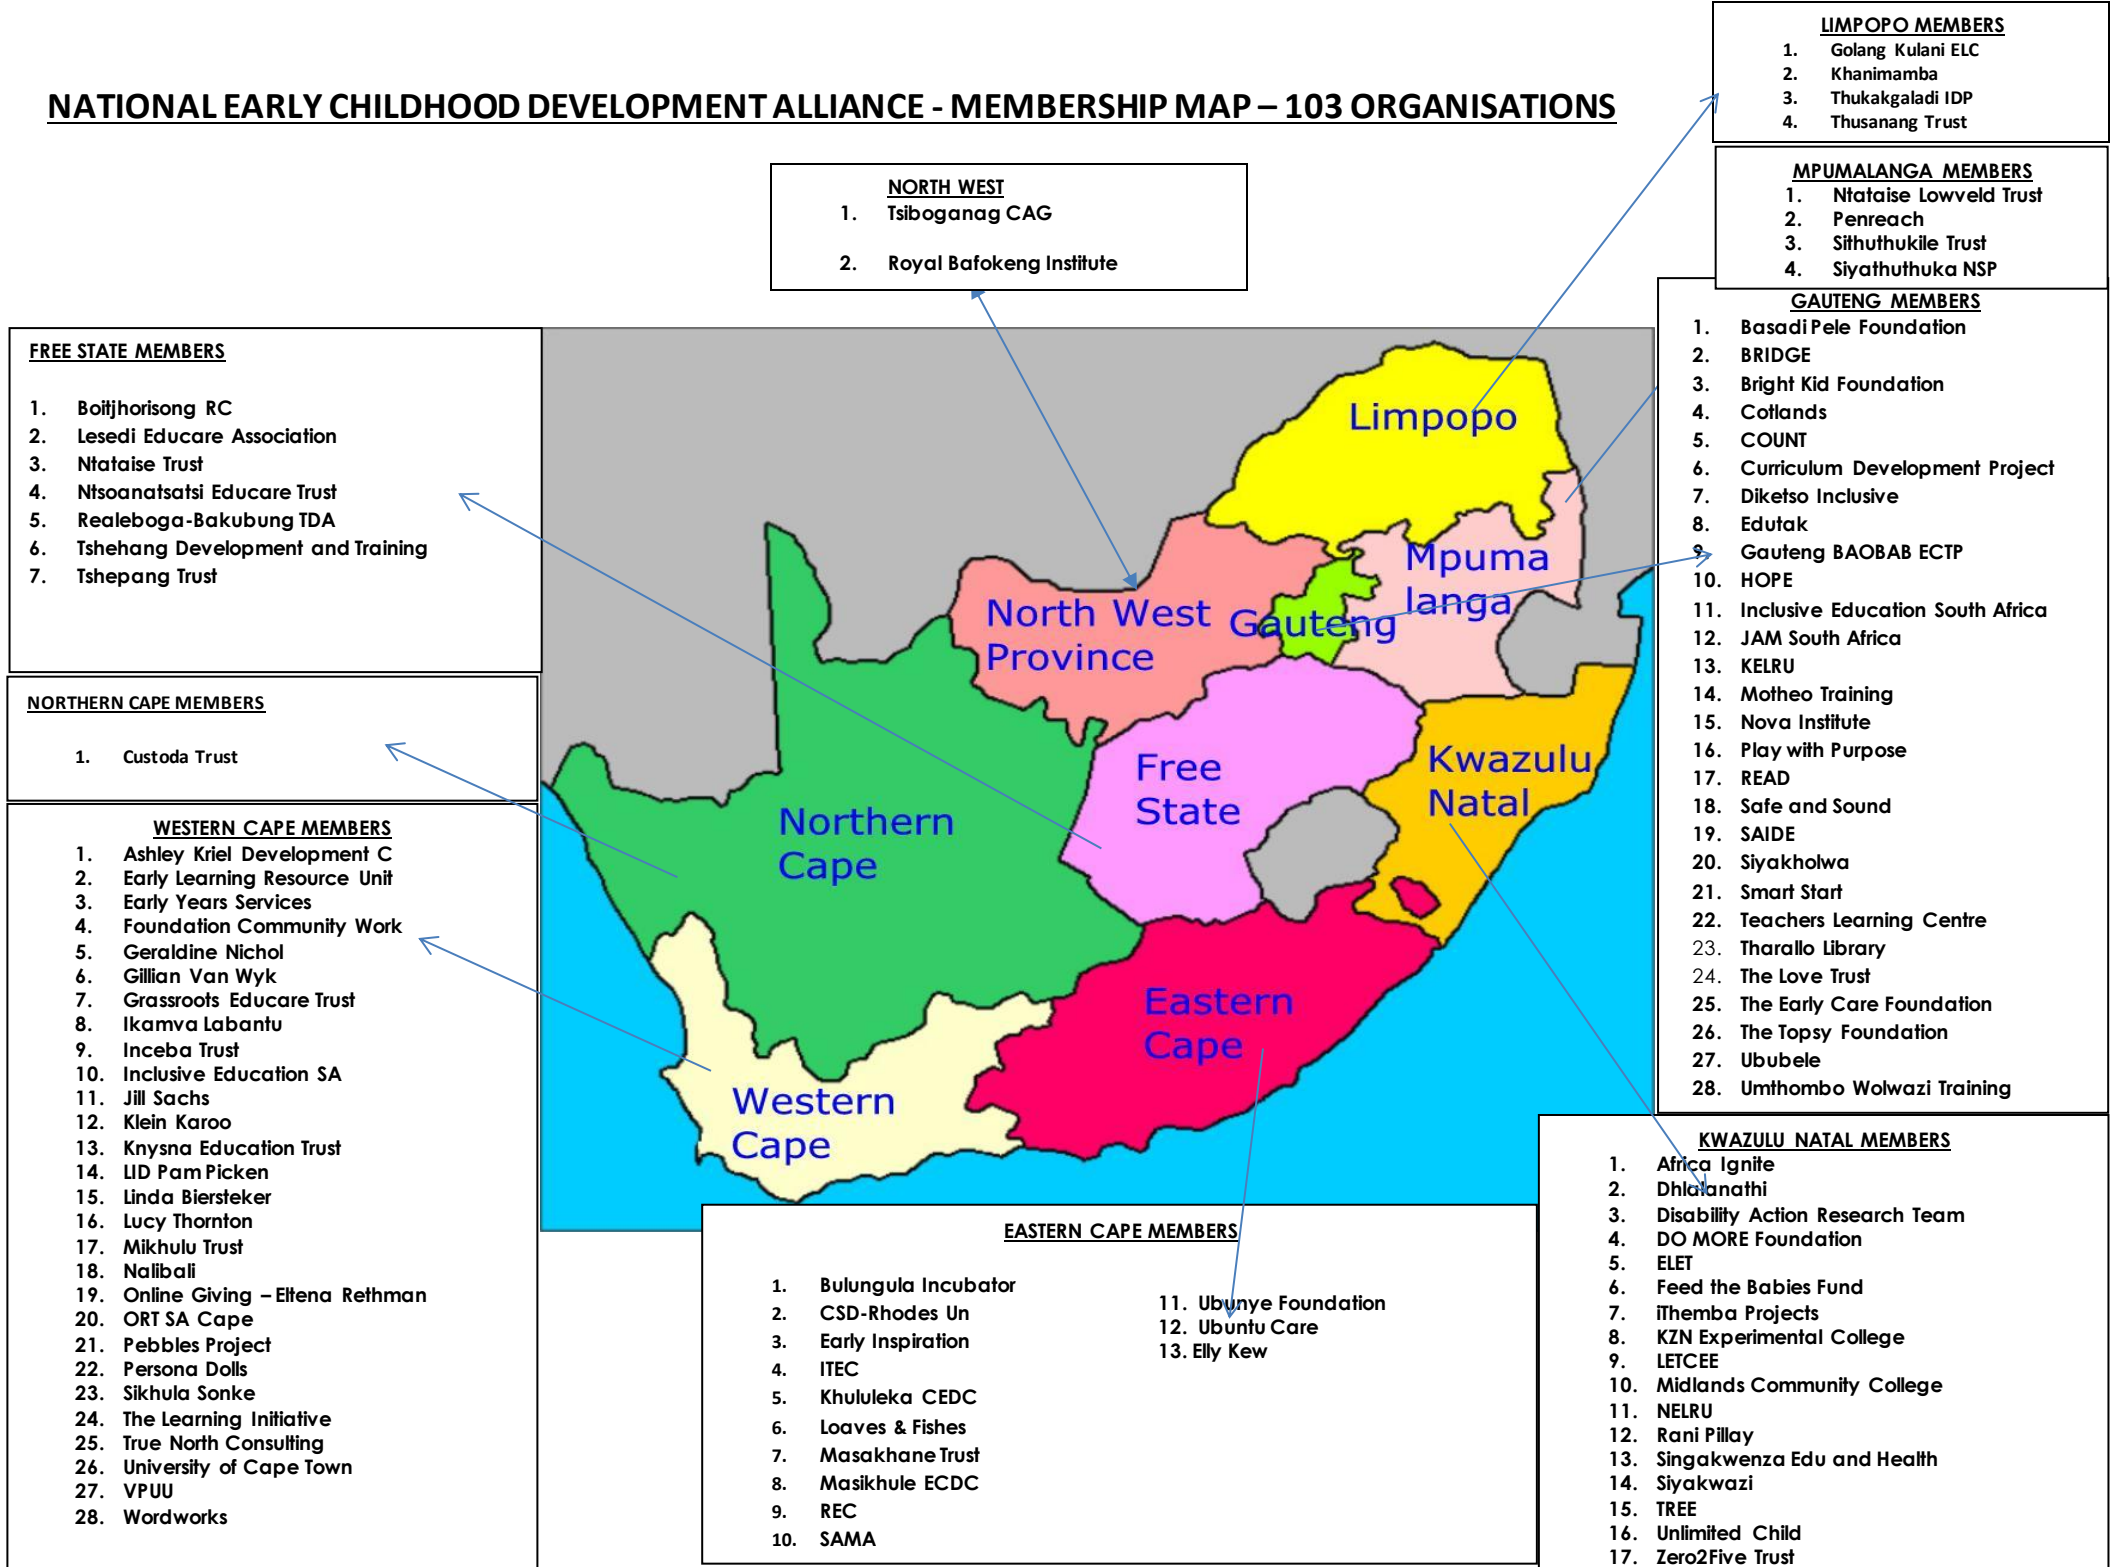 NATIONAL EARLY CHILDHOOD DEVELOPMENT ALLIANCE - MEMBERSHIP MAP – 103 ORGANISATIONS
LIMPOPO MEMBERS
1. Golang Kulani ELC
2. Khanimamba
3. Thukakgaladi IDP
4. Thusanang Trust
MPUMALANGA MEMBERS
1. Ntataise Lowveld Trust
2. Penreach
3. Sithuthukile Trust
4. Siyathuthuka NSP
NORTH WEST
1. Tsiboganag CAG
2. Royal Bafokeng Institute
GAUTENG MEMBERS
1. Basadi Pele Foundation
2. BRIDGE
3. Bright Kid Foundation
4. Cotlands
5. COUNT
6. Curriculum Development Project
7. Diketso Inclusive
8. Edutak
9. Gauteng BAOBAB ECTP
10. HOPE
11. Inclusive Education South Africa
12. JAM South Africa
13. KELRU
14. Motheo Training
15. Nova Institute
16. Play with Purpose
17. READ
18. Safe and Sound
19. SAIDE
20. Siyakholwa
21. Smart Start
22. Teachers Learning Centre
23. Tharallo Library
24. The Love Trust
25. The Early Care Foundation
26. The Topsy Foundation
27. Ububele
28. Umthombo Wolwazi Training
FREE STATE MEMBERS
1. Boitjhorisong RC
2. Lesedi Educare Association
3. Ntataise Trust
4. Ntsoanatsatsi Educare Trust
5. Realeboga-Bakubung TDA
6. Tshehang Development and Training
7. Tshepang Trust
NORTHERN CAPE MEMBERS
1. Custoda Trust
WESTERN CAPE MEMBERS
1. Ashley Kriel Development C
2. Early Learning Resource Unit
3. Early Years Services
4. Foundation Community Work
5. Geraldine Nichol
6. Gillian Van Wyk
7. Grassroots Educare Trust
8. Ikamva Labantu
9. Inceba Trust
10. Inclusive Education SA
11. Jill Sachs
12. Klein Karoo
13. Knysna Education Trust
14. LID Pam Picken
15. Linda Biersteker
16. Lucy Thornton
17. Mikhulu Trust
18. Nalibali
19. Online Giving – Eltena Rethman
20. ORT SA Cape
21. Pebbles Project
22. Persona Dolls
23. Sikhula Sonke
24. The Learning Initiative
25. True North Consulting
26. University of Cape Town
27. VPUU
28. Wordworks
Limpopo
Mpuma
langa
North West
Province
Gauteng
Free
State
Kwazulu
Natal
Northern
Cape
Eastern
Cape
Western
Cape
EASTERN CAPE MEMBERS
1. Bulungula Incubator
2. CSD-Rhodes Un
3. Early Inspiration
4. ITEC
5. Khululeka CEDC
6. Loaves & Fishes
7. Masakhane Trust
8. Masikhule ECDC
9. REC
10. SAMA
11. Ubunye Foundation
12. Ubuntu Care
13. Elly Kew
KWAZULU NATAL MEMBERS
1. Africa Ignite
2. Dhlalanathi
3. Disability Action Research Team
4. DO MORE Foundation
5. ELET
6. Feed the Babies Fund
7. iThemba Projects
8. KZN Experimental College
9. LETCEE
10. Midlands Community College
11. NELRU
12. Rani Pillay
13. Singakwenza Edu and Health
14. Siyakwazi
15. TREE
16. Unlimited Child
17. Zero2Five Trust